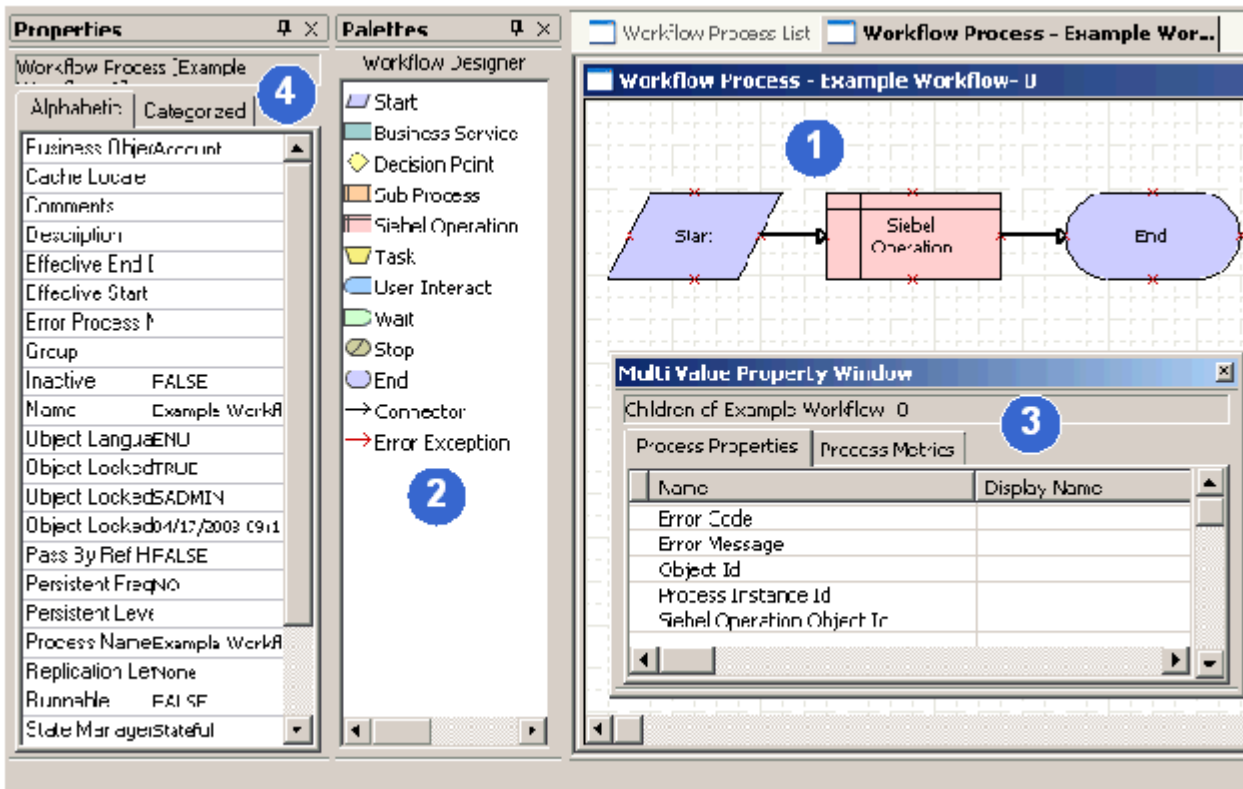 Properties
Workflow Process [Example
Alphabetic Categorized
4
Business Objec Account
Cache Locale
Comments
Description
Effective End D
Effective Start
Error Process N
Group
Inactive FALSE
Name Example Workfl
Object Langua ENU
Object Locked TRUE
Object Locked SADMIN
Object Locked 04/17/2008 09:1
Pass By Ref H FALSE
Persistent Freq NO
Persistent Leve
Process Name Example Workfl
Replication Lev None
Runnable FALSE
State Manager Stateful
Palettes
Workflow Designer
Start
Business Service
Decision Point
Sub Process
Siebel Operation
Task
User Interact
Wait
Stop
End
Connector
Error Exception
2
Workflow Process List Workflow Process - Example Wor...
Workflow Process - Example Workflow- 0
1
Start
Siebel
Operation
End
Multi Value Property Window
Children of Example Workflow- 0
3
Process Properties Process Metrics
Name Display Name
Error Code
Error Message
Object Id
Process Instance Id
Siebel Operation Object Id